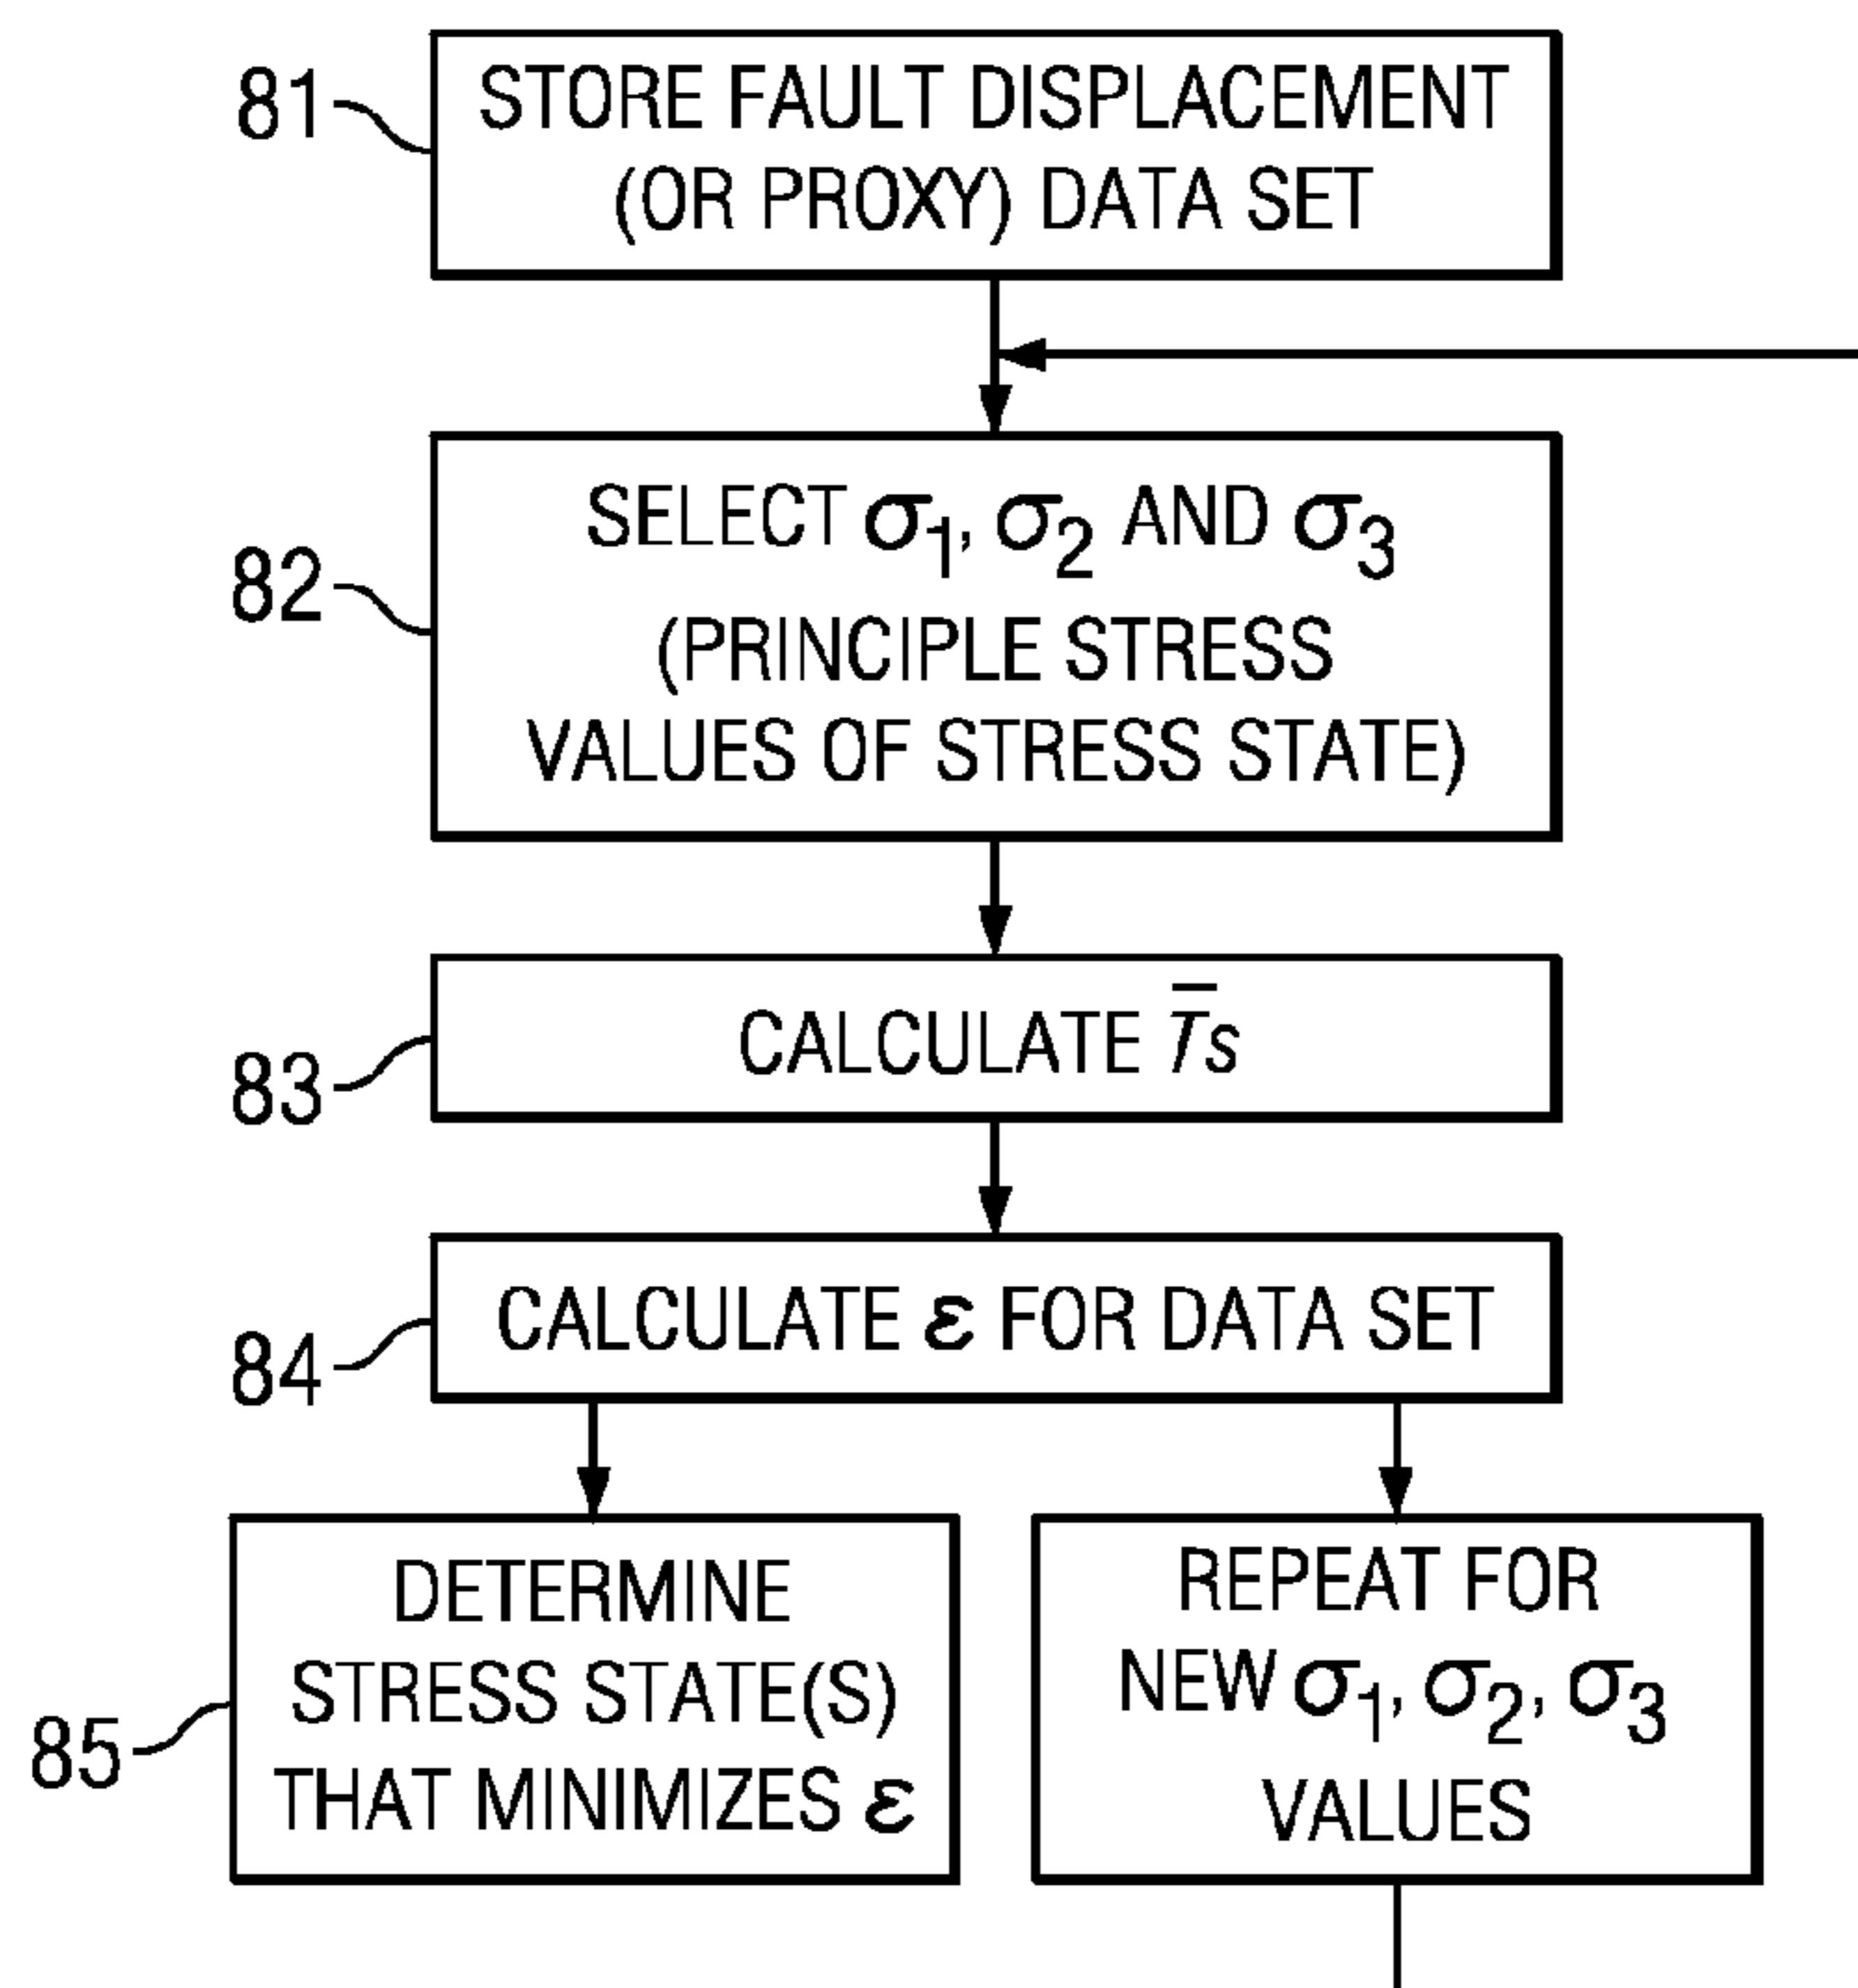 81
STORE FAULT DISPLACEMENT
(OR PROXY) DATA SET
82
SELECT σ1, σ2 AND σ3
(PRINCIPLE STRESS
VALUES OF STRESS STATE)
83
CALCULATE T̅s
84
CALCULATE ε FOR DATA SET
85
DETERMINE
STRESS STATE(S)
THAT MINIMIZES ε
REPEAT FOR
NEW σ1, σ2, σ3
VALUES